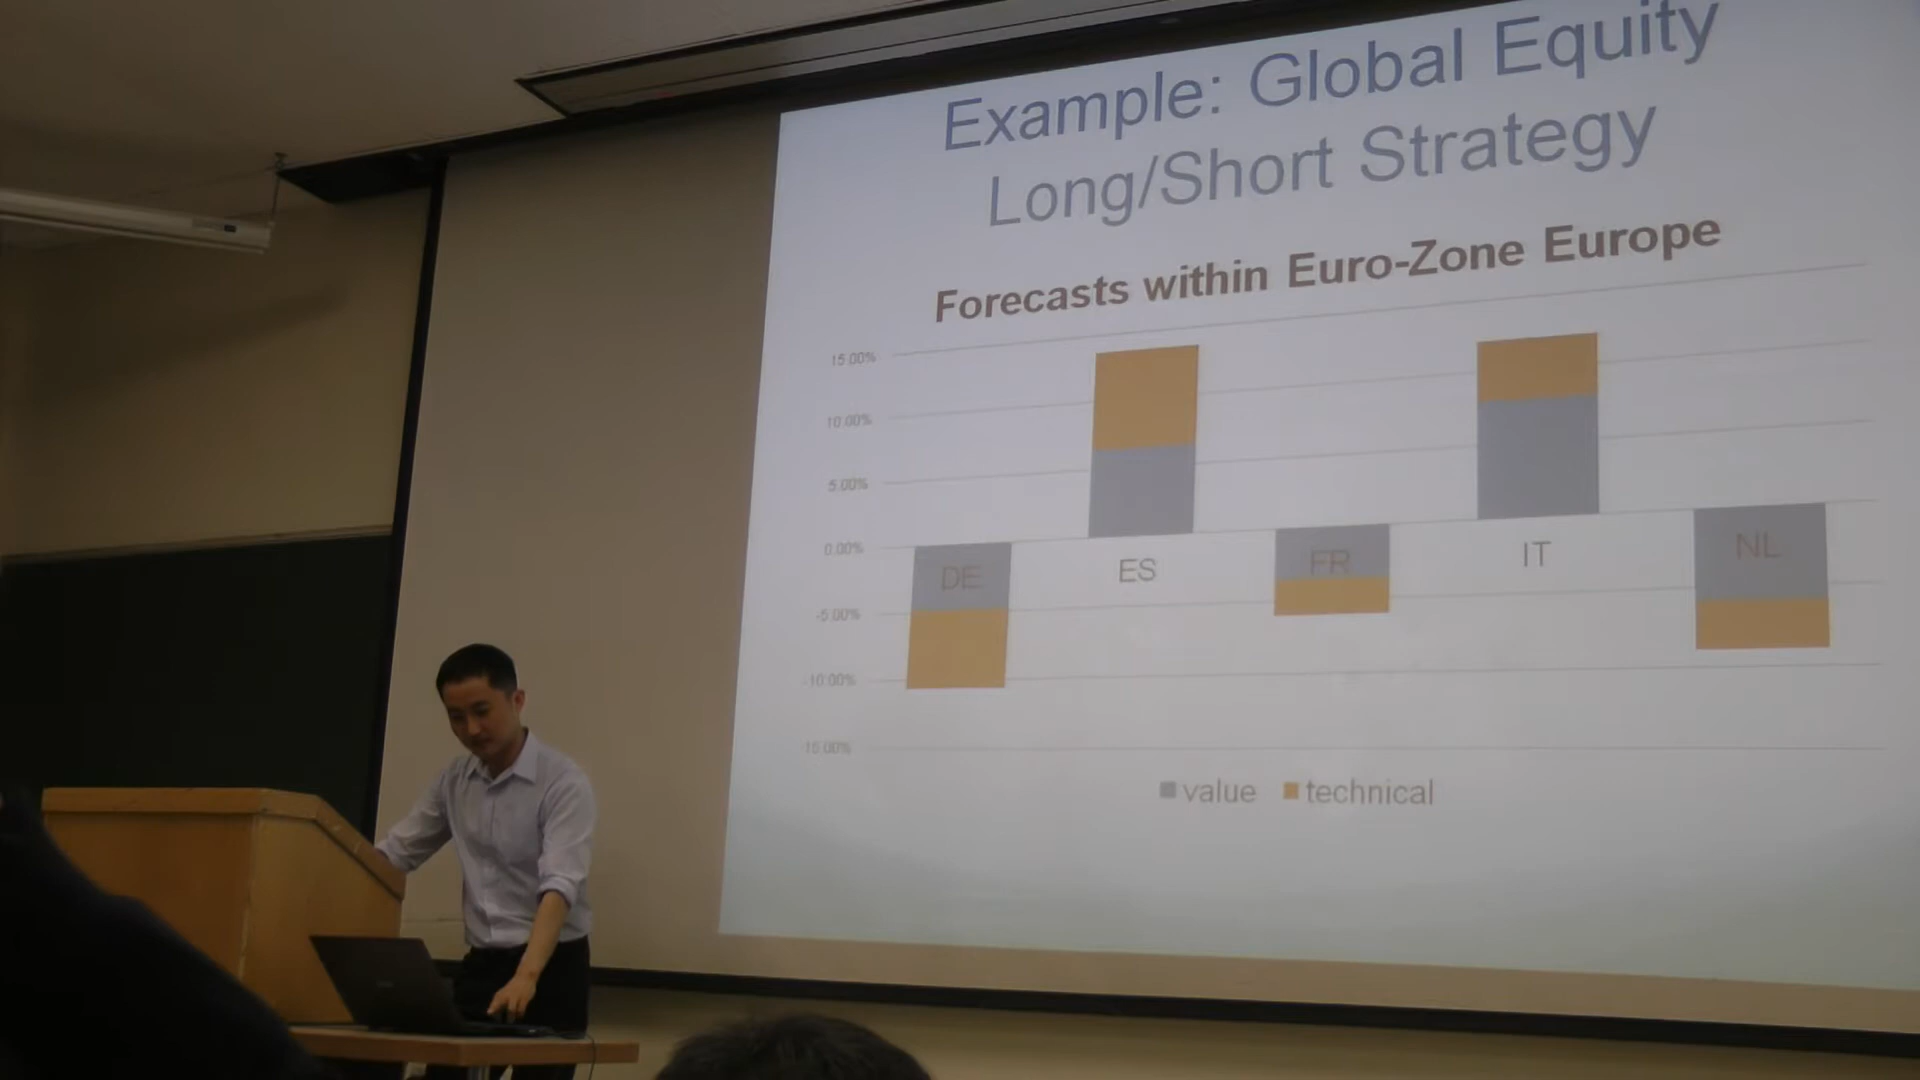 Example: Global Equity
Long/Short Strategy
Forecasts within Euro-Zone Europe
15.00%
10.00%
5.00%
0.00%
-5.00%
-10.00%
15.00%
DE
ES
FR
IT
NL
value
technical